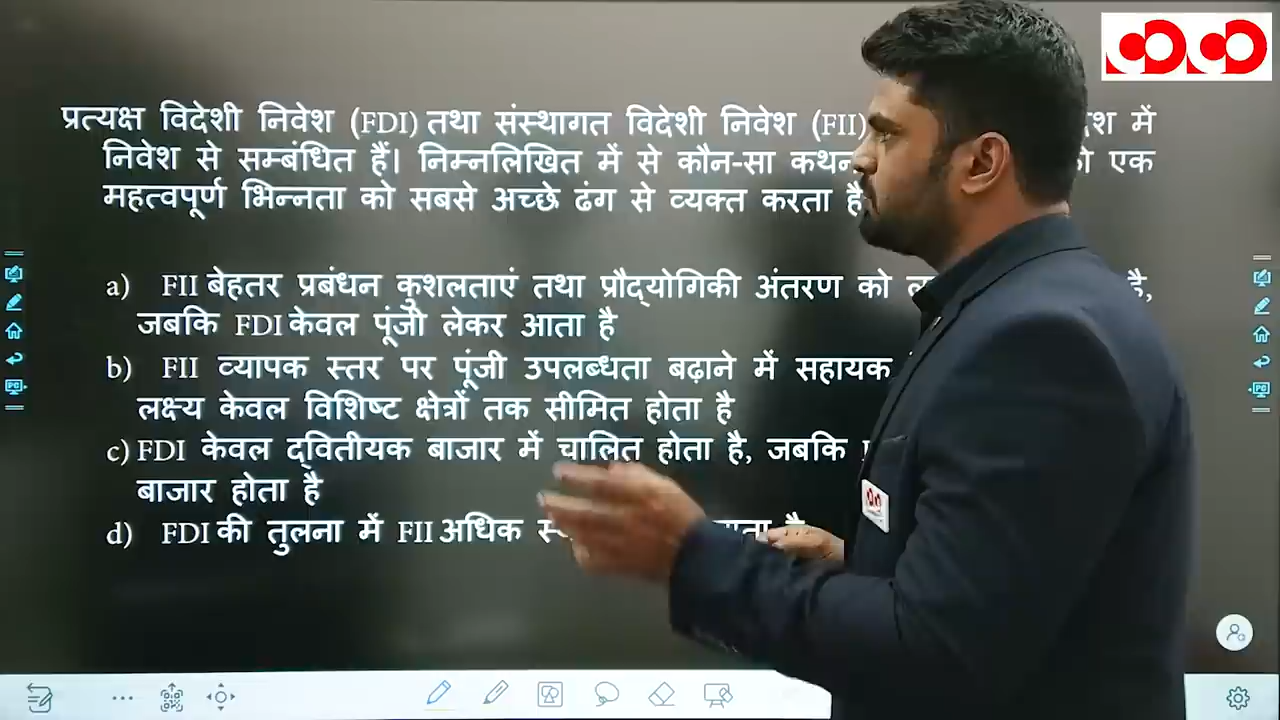 प्रत्यक्ष विदेशी निवेश (FDI) तथा संस्थागत विदेशी निवेश (FII) में
निवेश से सम्बंधित हैं। निम्नलिखित में से कौन-सा एक
महत्वपूर्ण भिन्नता को सबसे अच्छे ढंग से व्यक्त करता है
a) FII बेहतर प्रबंधन कुशलताएं तथा प्रौद्योगिकी अंतरण को है,
जबकि FDI केवल पूंजी लेकर आता है
b) FII व्यापक स्तर पर पूंजी उपलब्धता बढ़ाने में सहायक
लक्ष्य केवल विशिष्ट क्षेत्रों तक सीमित होता है
c) FDI केवल द्वितीयक बाजार में चालित होता है, जबकि
बाजार होता है
d) FDI की तुलना में FII अधिक है